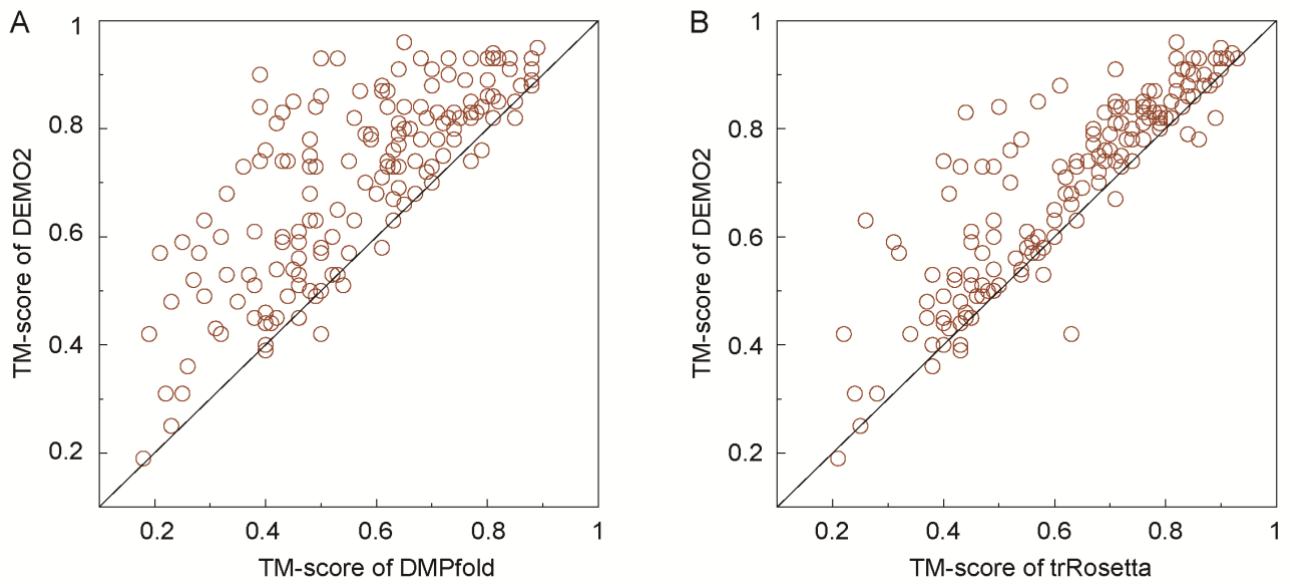 A
1
0.8
0.6
0.4
0.2
TM-score of DEMO2
0.2 0.4 0.6 0.8 1
TM-score of DMPfold
B
1
0.8
0.6
0.4
0.2
TM-score of DEMO2
0.2 0.4 0.6 0.8 1
TM-score of trRosetta